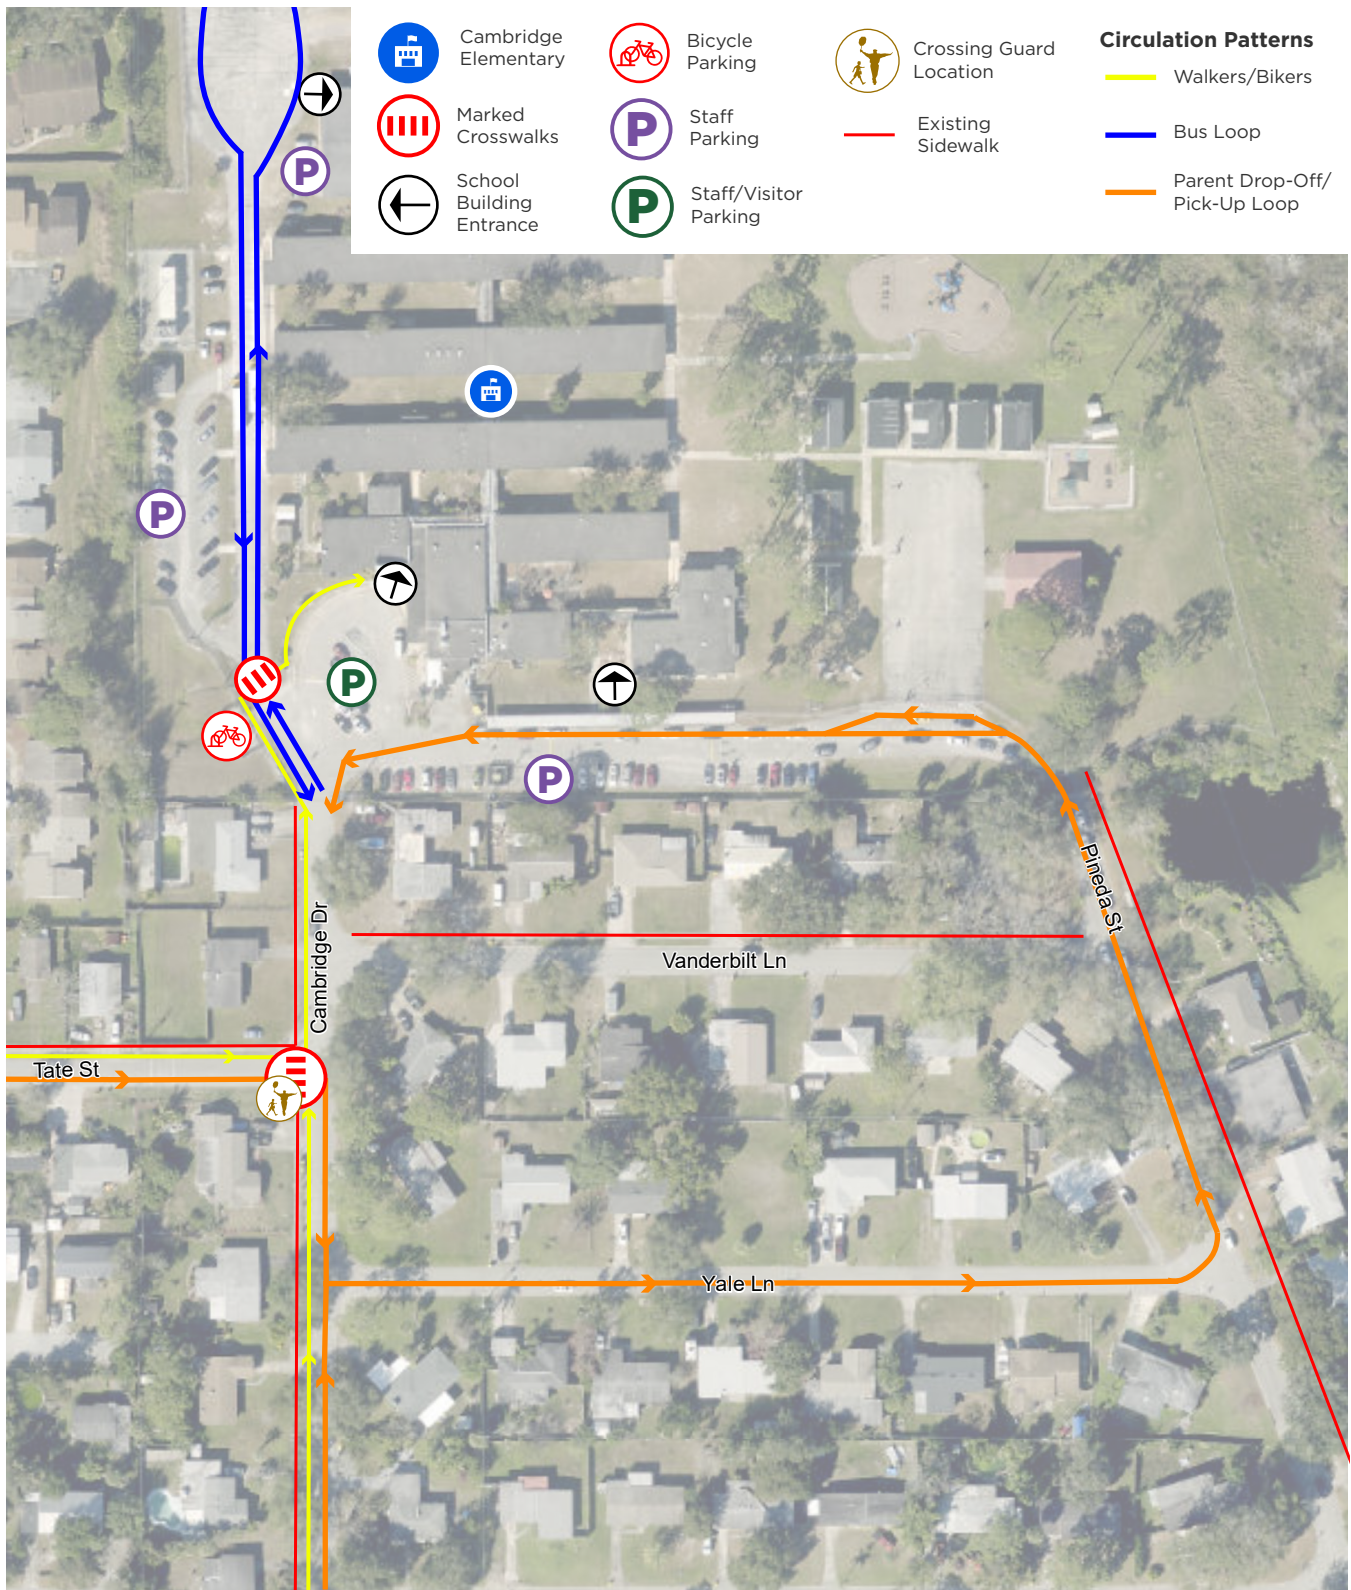 Cambridge
Elementary
Marked
Crosswalks
School
Building
Entrance
Bicycle
Parking
P
Staff
Parking
P
Staff/Visitor
Parking
Crossing Guard
Location
Existing
Sidewalk
Circulation Patterns
Walkers/Bikers
Bus Loop
Parent Drop-Off/
Pick-Up Loop
P
P
P
P
Pineda St
Cambridge Dr
Vanderbilt Ln
Tate St
Yale Ln